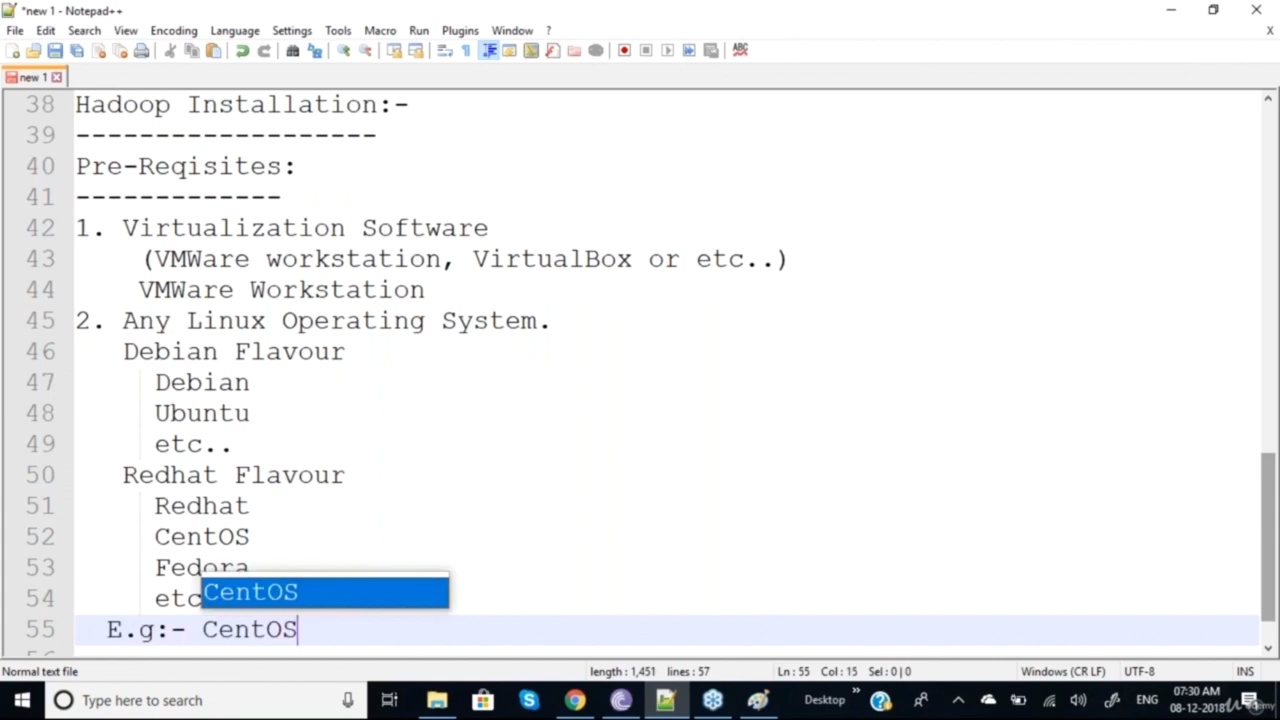 *new 1 - Notepad++
File Edit Search View Encoding Language Settings Tools Macro Run Plugins Window ? X
new 1
38 Hadoop Installation:-
39 -------------------
40 Pre-Reqisites:
41 -------------
42 1. Virtualization Software
43 (VMWare workstation, VirtualBox or etc..)
44 VMWare Workstation
45 2. Any Linux Operating System.
46 Debian Flavour
47 Debian
48 Ubuntu
49 etc..
50 Redhat Flavour
51 Redhat
52 CentOS
53 Fedora
CentOS
54 etc
55 E.g:- CentOS
Normal text file length : 1,451 lines : 57 Ln : 55 Col : 15 Sel : 0 | 0 Windows (CR LF) UTF-8 INS
Type here to search Desktop ENG 07:30 AM
08-12-2018